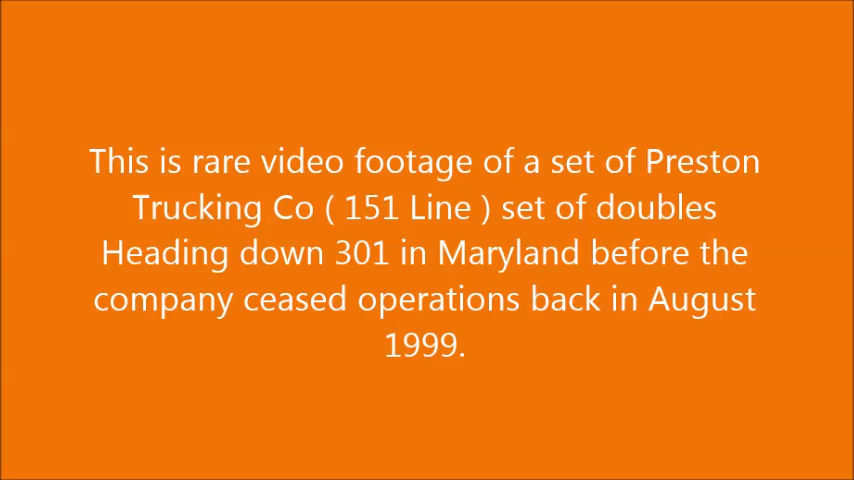 This is rare video footage of a set of Preston
Trucking Co ( 151 Line ) set of doubles
Heading down 301 in Maryland before the
company ceased operations back in August
1999.